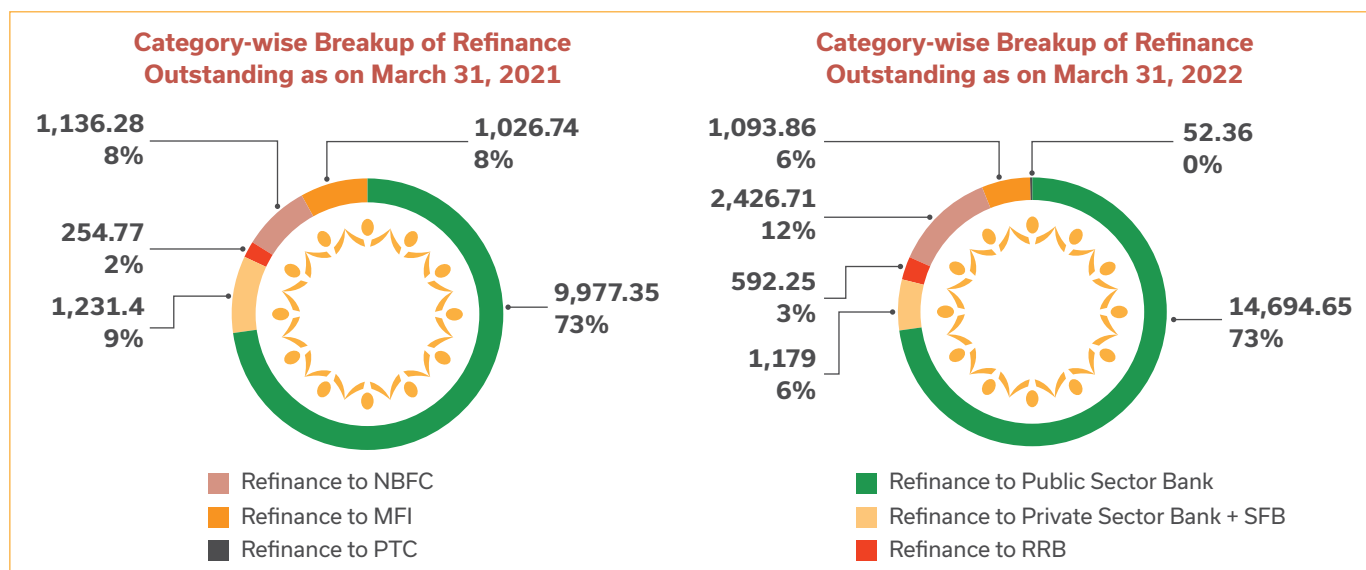 Category-wise Breakup of Refinance
Outstanding as on March 31, 2021
1,136.28
8%
1,026.74
8%
254.77
2%
1,231.4
9%
9,977.35
73%
Refinance to NBFC
Refinance to MFI
Refinance to PTC
Category-wise Breakup of Refinance
Outstanding as on March 31, 2022
1,093.86
6%
52.36
0%
2,426.71
12%
592.25
3%
1,179
6%
14,694.65
73%
Refinance to Public Sector Bank
Refinance to Private Sector Bank + SFB
Refinance to RRB